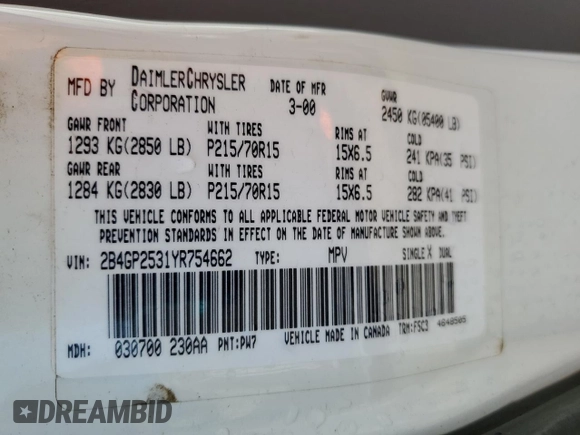 MFD BY DAIMLERCHRYSLER CORPORATION DATE OF MFR 3-00 GVWR 2450 KG(05400 LB)
GAWR FRONT WITH TIRES RIMS AT COLD
1293 KG(2850 LB) P215/70R15 15X6.5 241 KPA(35 PSI)
GAWR REAR WITH TIRES RIMS AT COLD
1284 KG(2830 LB) P215/70R15 15X6.5 282 KPA(41 PSI)
THIS VEHICLE CONFORMS TO ALL APPLICABLE FEDERAL MOTOR VEHICLE SAFETY AND THEFT
PREVENTION STANDARDS IN EFFECT ON THE DATE OF MANUFACTURE SHOWN ABOVE.
VIN: 2B4GP2531YR754662 TYPE: MPV SINGLE X DUAL
MDH: 030700 230AA PNT:PW7 VEHICLE MADE IN CANADA TRM:F5C3 4648505
DREAMBID